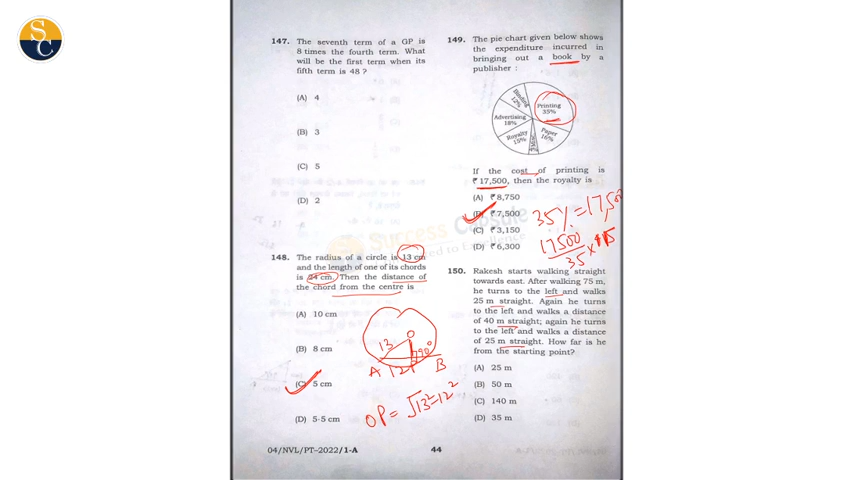 S
C
147. The seventh term of a GP is
8 times the fourth term. What
will be the first term when its
fifth term is 48 ?
(A) 4
(B) 3
(C) 5
(D) 2
148. The radius of a circle is 13 cm
and the length of one of its chords
is 24 cm. Then the distance of
the chord from the centre is
(A) 10 cm
(B) 8 cm
(C) 5 cm
(D) 5·5 cm
O
13
90°
A 12 P B
OP = √13²-12²
149. The pie chart given below shows
the expenditure incurred in
bringing out a book by a
publisher :
Binding
12%
Printing
35%
Advertising
18%
Royalty
15%
Paper
16%
If the cost of printing is
₹ 17,500, then the royalty is
(A) ₹ 8,750
(B) ₹ 7,500
(C) ₹ 3,150
(D) ₹ 6,300
35% = 17,500
17500
35 × 15
150. Rakesh starts walking straight
towards east. After walking 75 m,
he turns to the left and walks
25 m straight. Again he turns
to the left and walks a distance
of 40 m straight; again he turns
to the left and walks a distance
of 25 m straight. How far is he
from the starting point?
(A) 25 m
(B) 50 m
(C) 140 m
(D) 35 m
Success Capsule
to Excellence
04/NVL/PT–2022/1-A
44